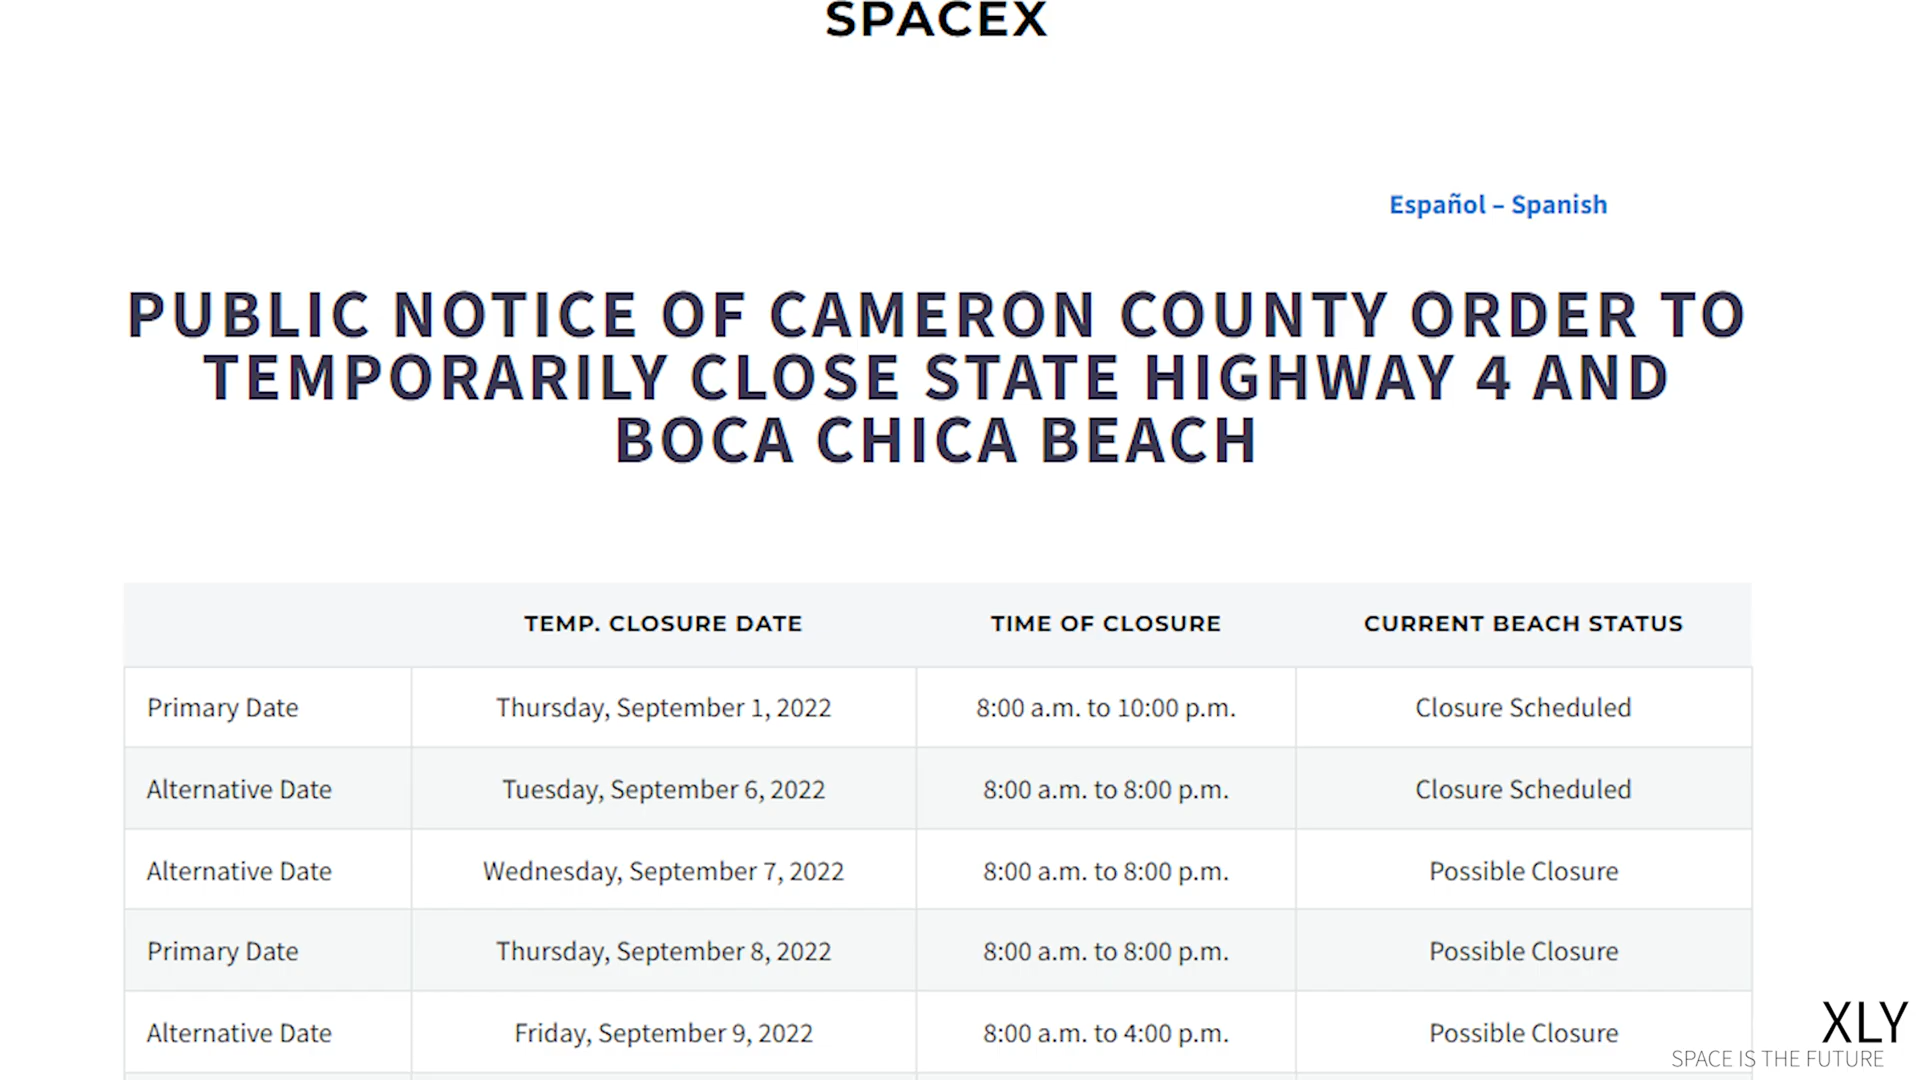 SPACEX
Español – Spanish
PUBLIC NOTICE OF CAMERON COUNTY ORDER TO
TEMPORARILY CLOSE STATE HIGHWAY 4 AND
BOCA CHICA BEACH
TEMP. CLOSURE DATE TIME OF CLOSURE CURRENT BEACH STATUS
Primary Date Thursday, September 1, 2022 8:00 a.m. to 10:00 p.m. Closure Scheduled
Alternative Date Tuesday, September 6, 2022 8:00 a.m. to 8:00 p.m. Closure Scheduled
Alternative Date Wednesday, September 7, 2022 8:00 a.m. to 8:00 p.m. Possible Closure
Primary Date Thursday, September 8, 2022 8:00 a.m. to 8:00 p.m. Possible Closure
Alternative Date Friday, September 9, 2022 8:00 a.m. to 4:00 p.m. Possible Closure
XLY
SPACE IS THE FUTURE